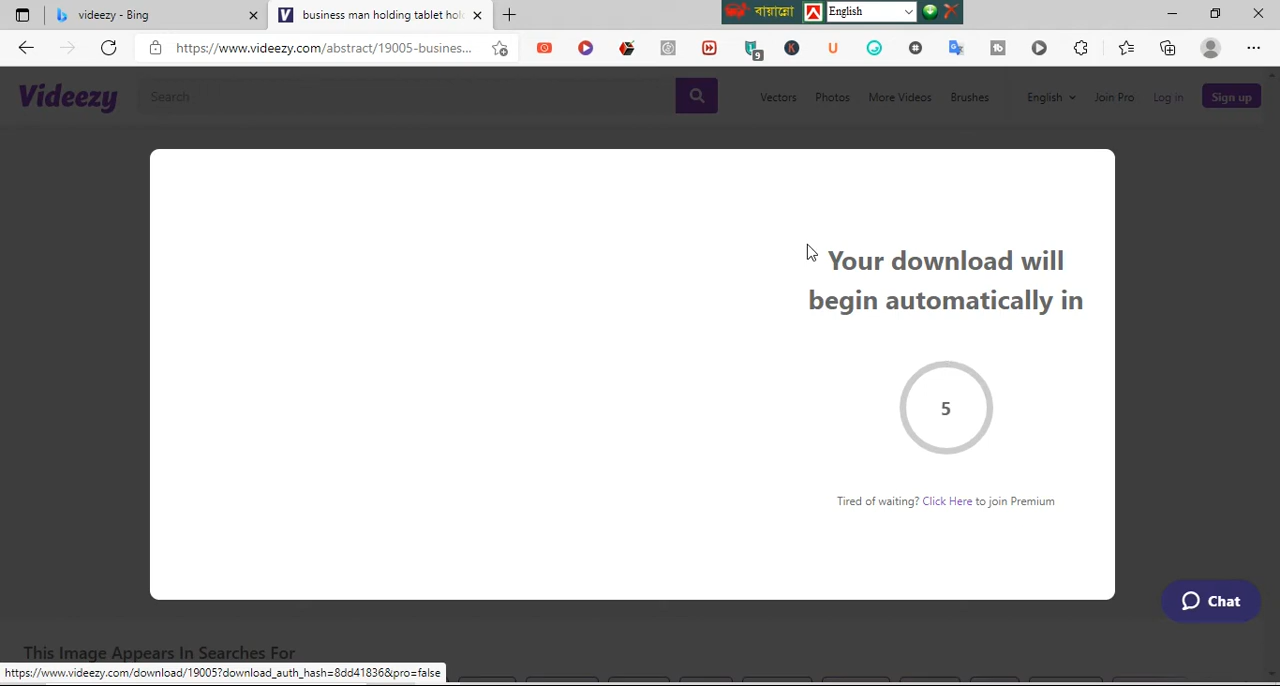 videezy - Bing
business man holding tablet hol
বায়ান্নো
English
https://www.videezy.com/abstract/19005-busines...
9
Videezy
Search
Vectors Photos More Videos Brushes
English Join Pro Log in Sign up
Your download will
begin automatically in
5
Tired of waiting? Click Here to join Premium
Chat
This Image Appears In Searches For
https://www.videezy.com/download/19005?download_auth_hash=8dd41836&pro=false